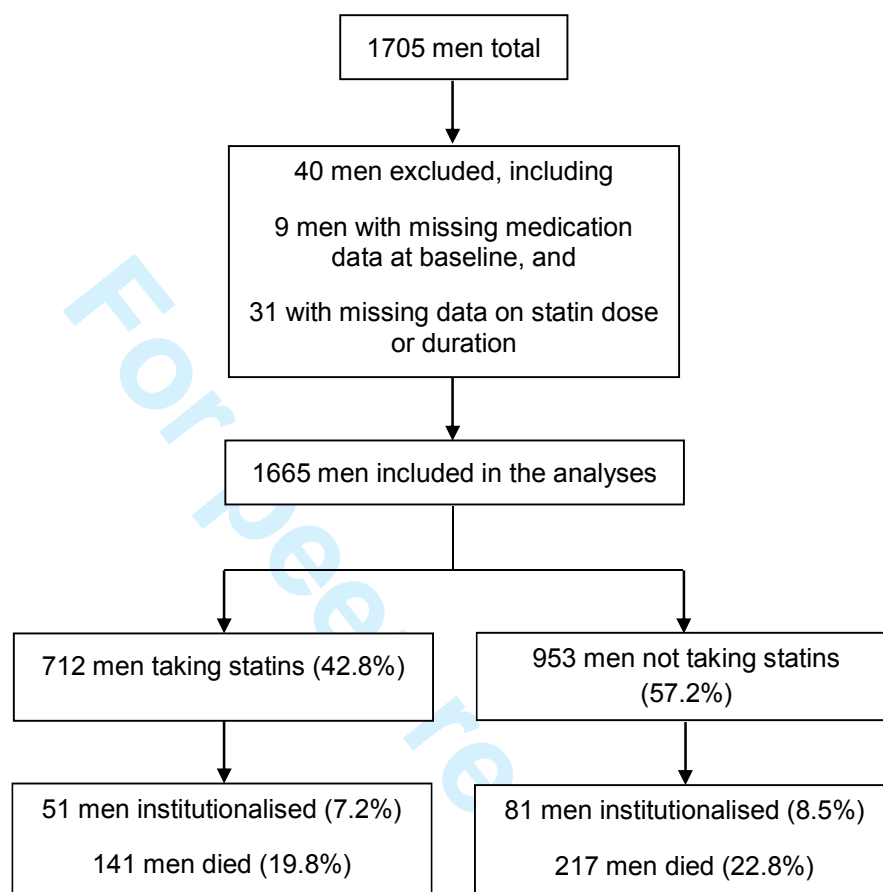 1705 men total
40 men excluded, including
9 men with missing medication
data at baseline, and
31 with missing data on statin dose
or duration
1665 men included in the analyses
712 men taking statins (42.8%)
953 men not taking statins
(57.2%)
51 men institutionalised (7.2%)
141 men died (19.8%)
81 men institutionalised (8.5%)
217 men died (22.8%)
For peer re